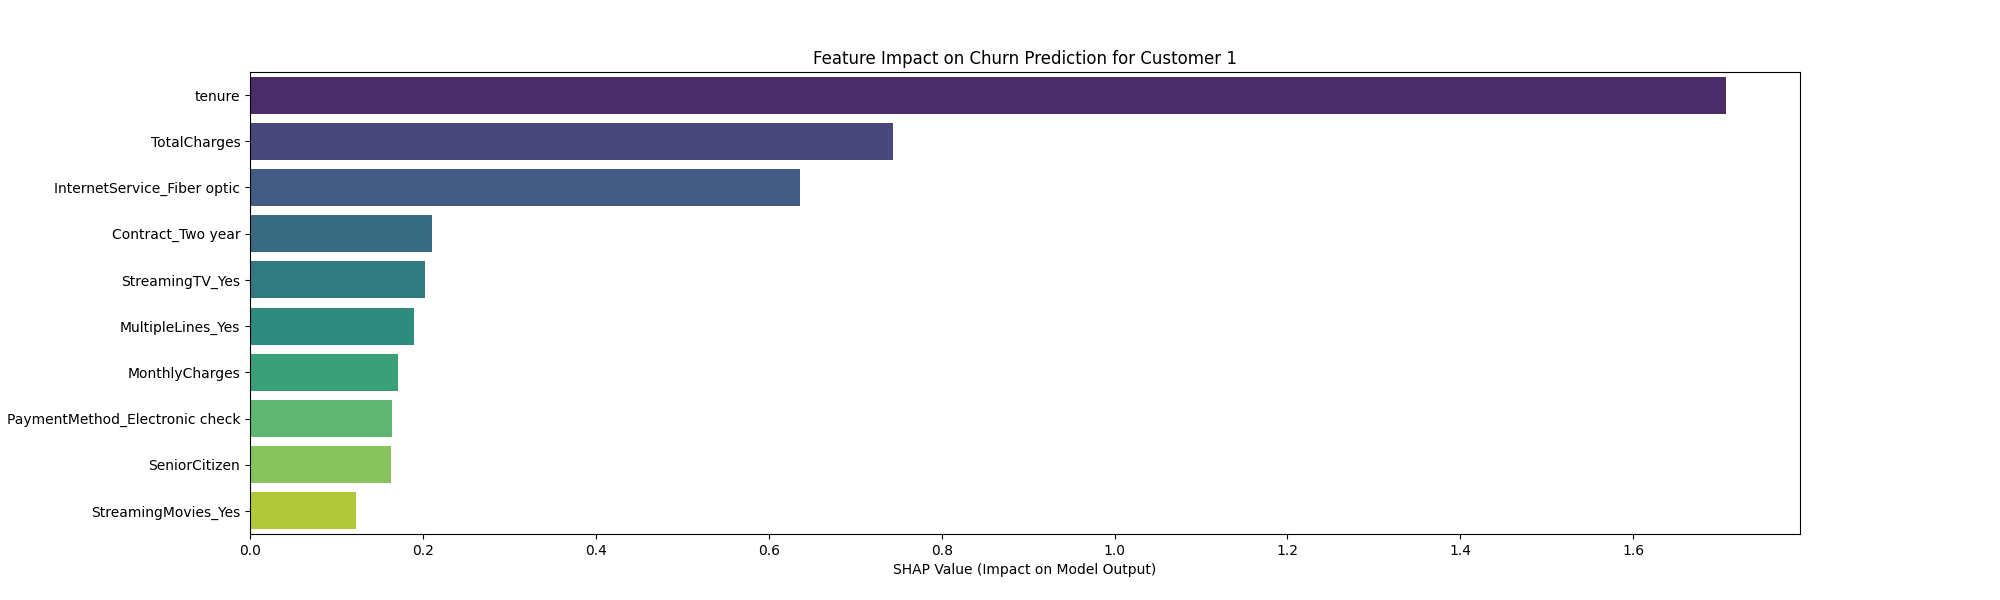 Feature Impact on Churn Prediction for Customer 1
tenure
TotalCharges
InternetService_Fiber optic
Contract_Two year
StreamingTV_Yes
MultipleLines_Yes
MonthlyCharges
PaymentMethod_Electronic check
SeniorCitizen
StreamingMovies_Yes
0.0 0.2 0.4 0.6 0.8 1.0 1.2 1.4 1.6
SHAP Value (Impact on Model Output)